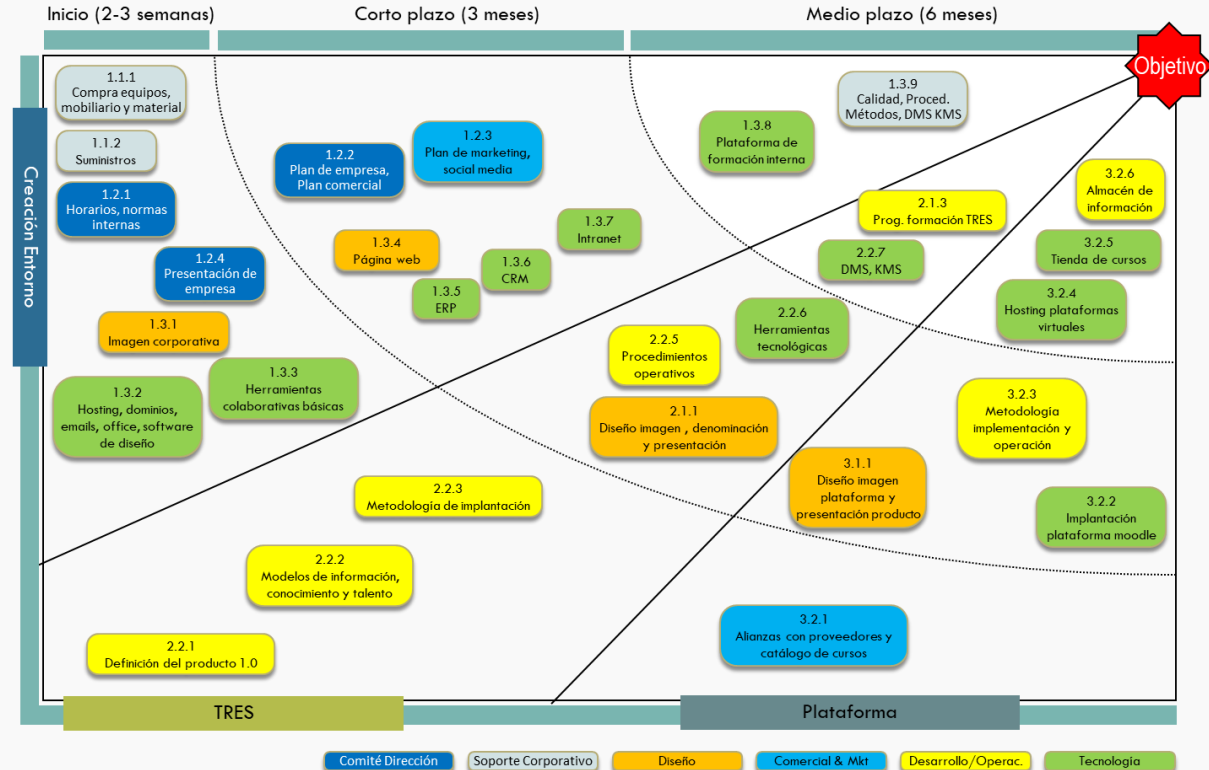 Inicio (2-3 semanas)
Corto plazo (3 meses)
Medio plazo (6 meses)
Objetivo
Creación Entorno
1.1.1
Compra equipos,
mobiliario y material
1.1.2
Suministros
1.2.1
Horarios, normas
internas
1.2.4
Presentación de
empresa
1.3.1
Imagen corporativa
1.3.2
Hosting, dominios,
emails, office, software
de diseño
1.3.3
Herramientas
colaborativas básicas
1.2.2
Plan de empresa,
Plan comercial
1.2.3
Plan de marketing,
social media
1.3.4
Página web
1.3.5
ERP
1.3.6
CRM
1.3.7
Intranet
1.3.8
Plataforma de
formación interna
1.3.9
Calidad, Proced.
Métodos, DMS KMS
2.1.3
Prog. formación TRES
2.2.7
DMS, KMS
2.2.6
Herramientas
tecnológicas
2.2.5
Procedimientos
operativos
2.1.1
Diseño imagen , denominación
y presentación
2.2.3
Metodología de implantación
2.2.2
Modelos de información,
conocimiento y talento
2.2.1
Definición del producto 1.0
3.2.6
Almacén de
información
3.2.5
Tienda de cursos
3.2.4
Hosting plataformas
virtuales
3.2.3
Metodología
implementación y
operación
3.1.1
Diseño imagen
plataforma y
presentación producto
3.2.2
Implantación
plataforma moodle
3.2.1
Alianzas con proveedores y
catálogo de cursos
TRES
Plataforma
Comité Dirección
Soporte Corporativo
Diseño
Comercial & Mkt
Desarrollo/Operac.
Tecnología